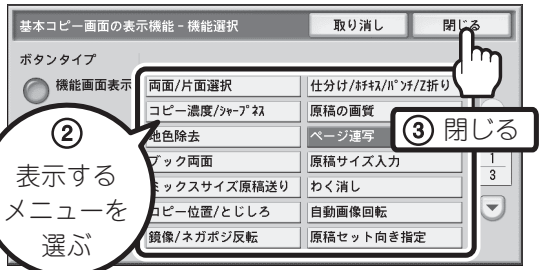 基本コピー画面の表示機能 - 機能選択
取り消し
閉じる
ボタンタイプ
機能画面表示
両面/片面選択
仕分け/ﾎﾁｷｽ/ﾊﾟﾝﾁ/Z折り
コピー濃度/ｼｬｰﾌﾟﾈｽ
原稿の画質
地色除去
ページ連写
ブック両面
原稿サイズ入力
ミックスサイズ原稿送り
わく消し
コピー位置/とじしろ
自動画像回転
鏡像/ネガポジ反転
原稿セット向き指定
1
3
②
表示する
メニューを
選ぶ
③ 閉じる